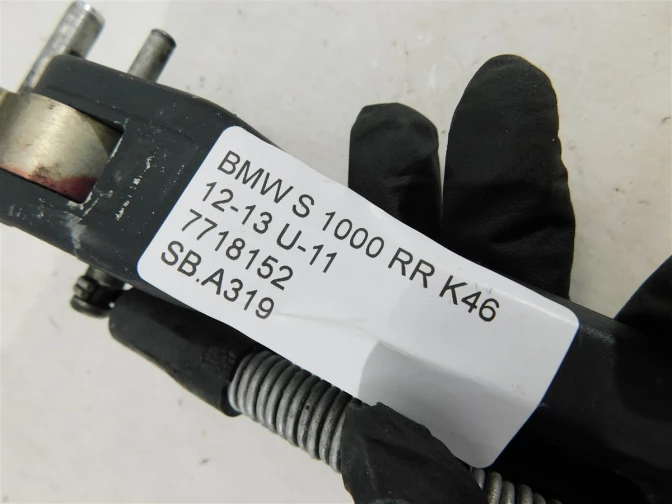 BMW S 1000 RR K46
12-13 U-11
7718152
SB.A319